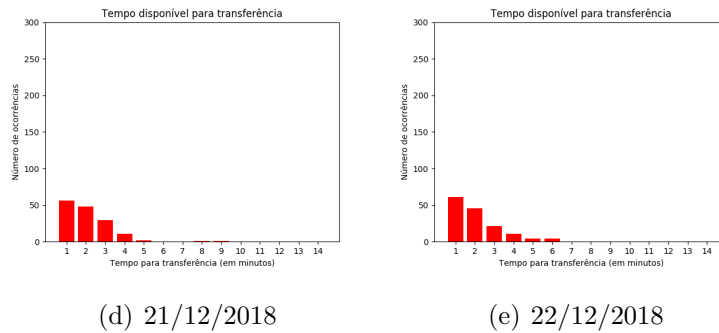 Tempo disponível para transferência
300
250
200
150
100
50
0
Número de ocorrências
1 2 3 4 5 6 7 8 9 10 11 12 13 14
Tempo para transferência (em minutos)
(d) 21/12/2018
Tempo disponível para transferência
300
250
200
150
100
50
0
Número de ocorrências
1 2 3 4 5 6 7 8 9 10 11 12 13 14
Tempo para transferência (em minutos)
(e) 22/12/2018